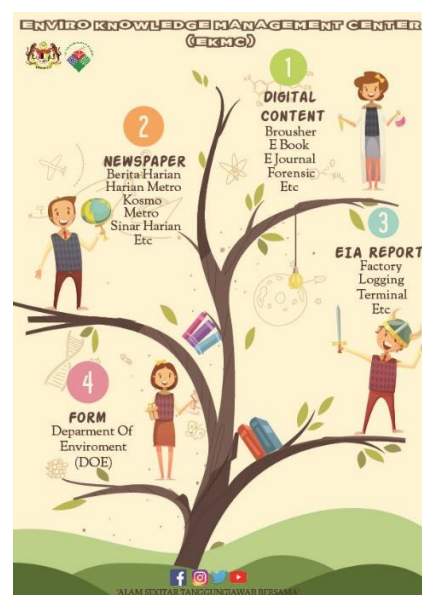 ENVIRO KNOWLEDGE MANAGEMENT CENTER
(EKMC)
1
DIGITAL
CONTENT
Brousher
E Book
E Journal
Forensic
Etc
2
NEWSPAPER
Berita Harian
Harian Metro
Kosmo
Metro
Sinar Harian
Etc
3
EIA REPORT
Factory
Logging
Terminal
Etc
4
FORM
Deparment Of
Enviroment
(DOE)
"ALAM SEKITAR TANGGUNGJAWAB BERSAMA"